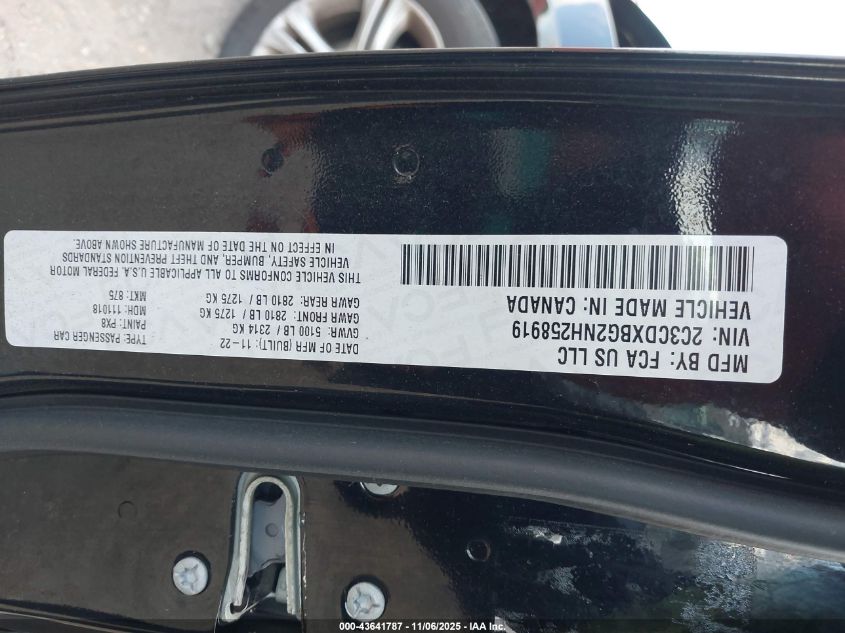 MFD BY: FCA US LLC
VIN: 2C3CDXBG2NH258919
VEHICLE MADE IN: CANADA
DATE OF MFR (BUILT): 11-22
GVWR: 5100 LB / 2314 KG
GAWR FRONT: 2810 LB / 1275 KG
GAWR REAR: 2810 LB / 1275 KG
TYPE: PASSENGER CAR
PAINT: PX8
MDH: 111018
MKT: 875
THIS VEHICLE CONFORMS TO ALL APPLICABLE U.S.A. FEDERAL MOTOR
VEHICLE SAFETY, BUMPER, AND THEFT PREVENTION STANDARDS
IN EFFECT ON THE DATE OF MANUFACTURE SHOWN ABOVE.
000-43641787 - 11/06/2025 - IAA Inc.